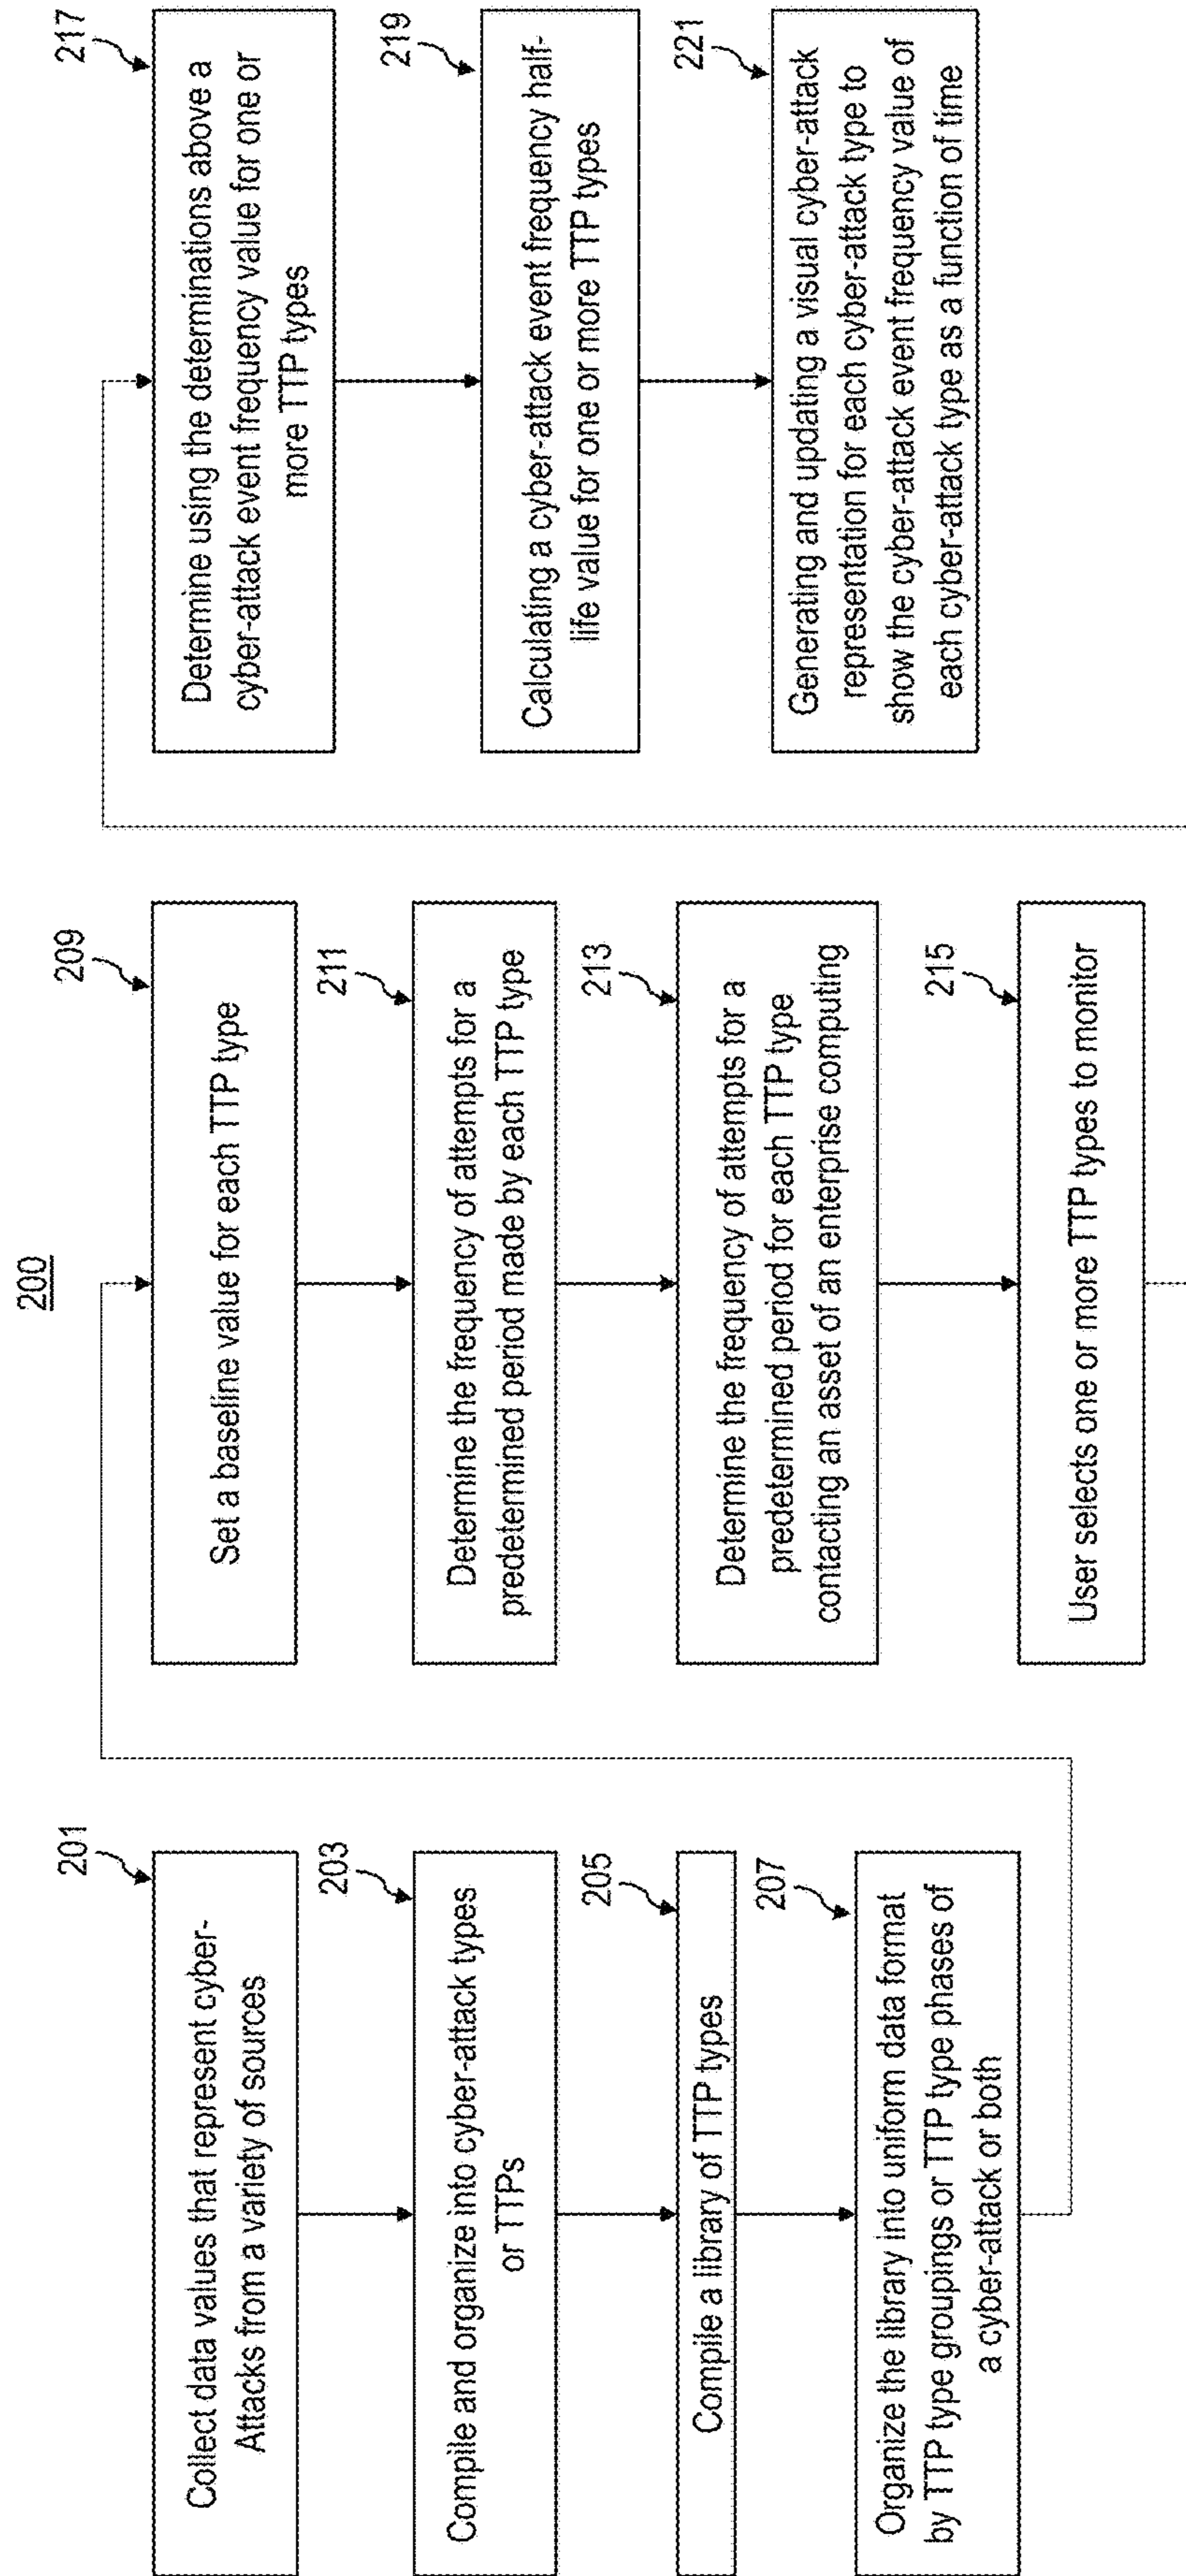 200
201
Collect data values that represent cyber-
Attacks from a variety of sources
203
Compile and organize into cyber-attack types
or TTPs
205
Compile a library of TTP types
207
Organize the library into uniform data format
by TTP type groupings or TTP type phases of
a cyber-attack or both
209
Set a baseline value for each TTP type
211
Determine the frequency of attempts for a
predetermined period made by each TTP type
213
Determine the frequency of attempts for a
predetermined period for each TTP type
contacting an asset of an enterprise computing
215
User selects one or more TTP types to monitor
217
Determine using the determinations above a
cyber-attack event frequency value for one or
more TTP types
219
Calculating a cyber-attack event frequency half-
life value for one or more TTP types
221
Generating and updating a visual cyber-attack
representation for each cyber-attack type to
show the cyber-attack event frequency value of
each cyber-attack type as a function of time